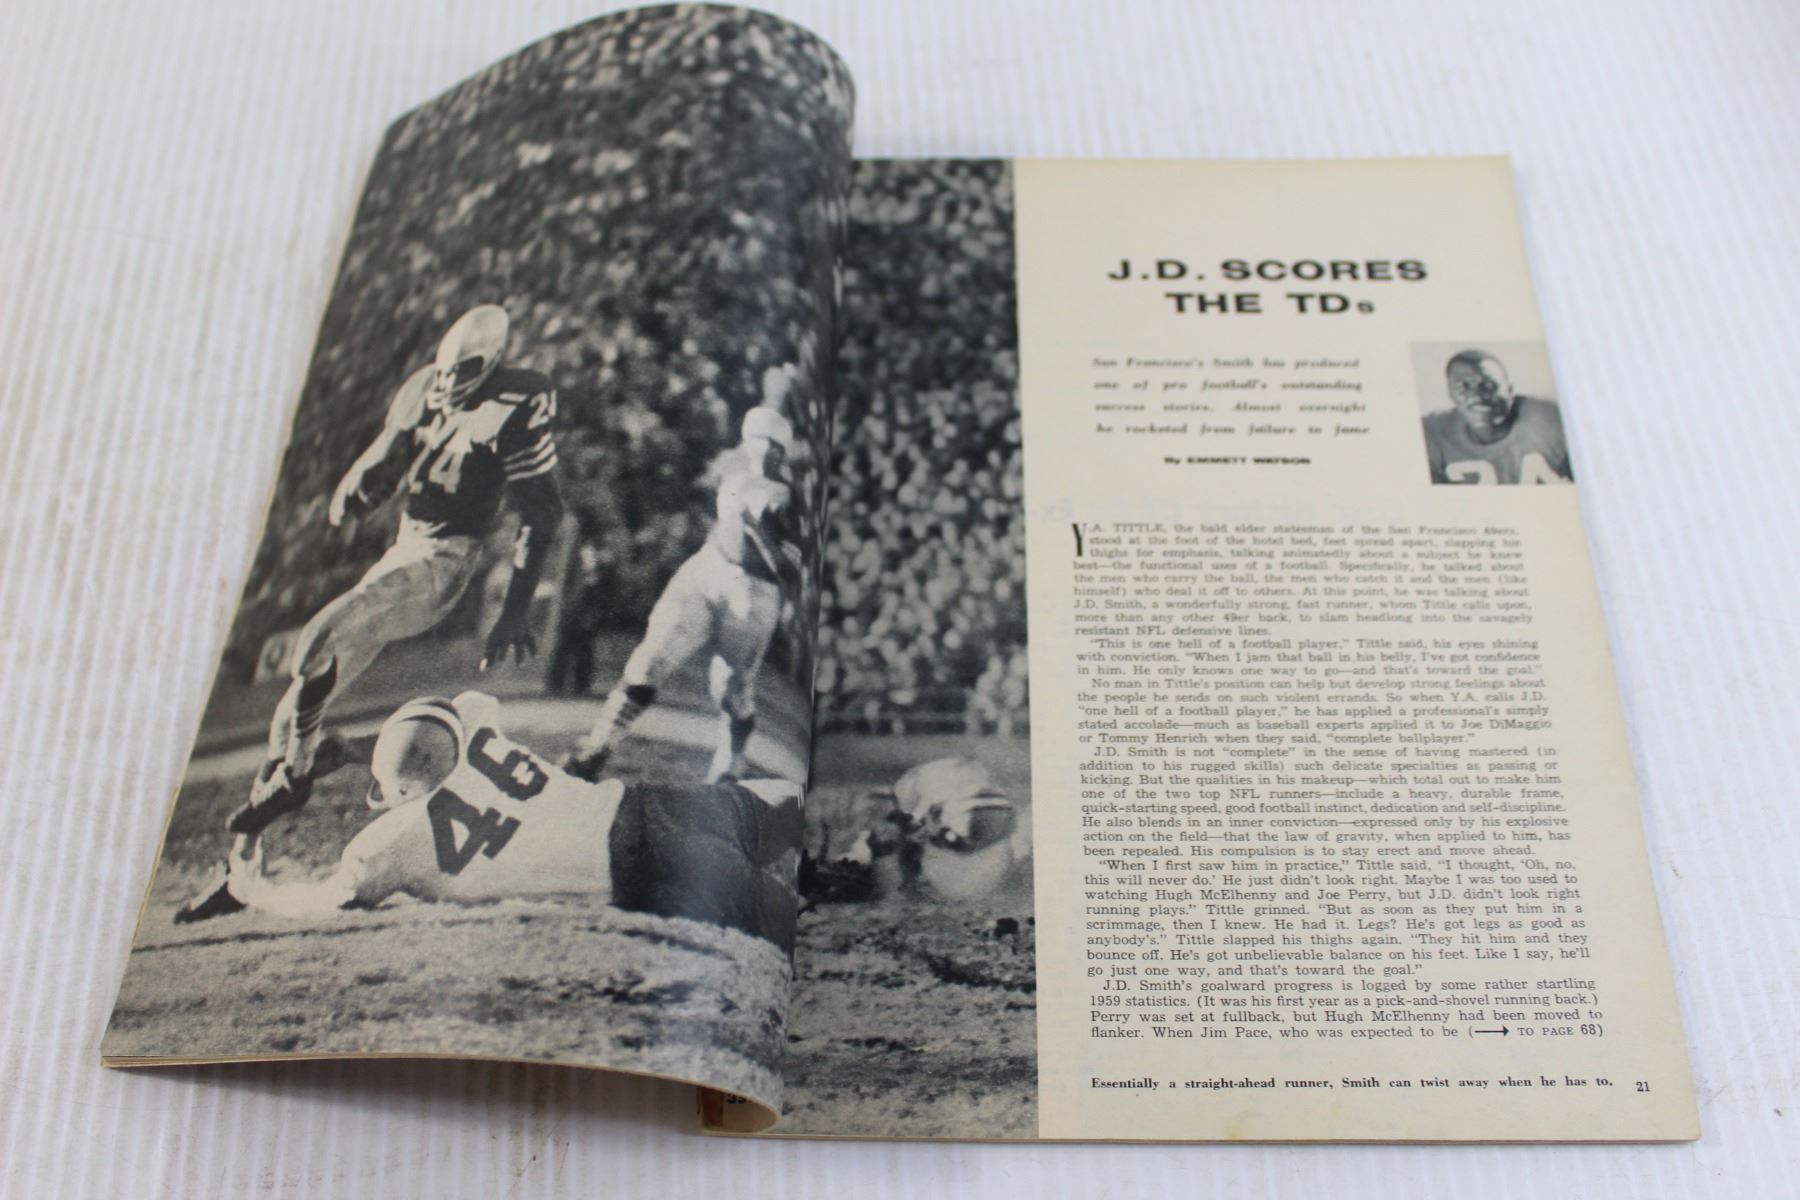 24
24
46
J.D. SCORES
THE TDs
San Francisco's Smith has produced
one of pro football's outstanding
success stories. Almost overnight
he rocketed from failure to fame
By EMMETT WATSON
Y.A. TITTLE, the bald elder statesman of the San Francisco 49ers,
stood at the foot of the hotel bed, feet spread apart, slapping his
thighs for emphasis, talking animatedly about a subject he knew
best—the functional uses of a football. Specifically, he talked about
the men who carry the ball, the men who catch it and the men (like
himself) who deal it off to others. At this point, he was talking about
J.D. Smith, a wonderfully strong, fast runner, whom Tittle calls upon,
more than any other 49er back, to slam headlong into the savagely
resistant NFL defensive lines.
"This is one hell of a football player," Tittle said, his eyes shining
with conviction. "When I jam that ball in his belly, I've got confidence
in him. He only knows one way to go—and that's toward the goal."
No man in Tittle's position can help but develop strong feelings about
the people he sends on such violent errands. So when Y.A. calls J.D.
"one hell of a football player," he has applied a professional's simply
stated accolade—much as baseball experts applied it to Joe DiMaggio
or Tommy Henrich when they said, "complete ballplayer."
J.D. Smith is not "complete" in the sense of having mastered (in
addition to his rugged skills) such delicate specialties as passing or
kicking. But the qualities in his makeup—which total out to make him
one of the two top NFL runners—include a heavy, durable frame,
quick-starting speed, good football instinct, dedication and self-discipline.
He also blends in an inner conviction—expressed only by his explosive
action on the field—that the law of gravity, when applied to him, has
been repealed. His compulsion is to stay erect and move ahead.
"When I first saw him in practice," Tittle said, "I thought, 'Oh, no,
this will never do.' He just didn't look right. Maybe I was too used to
watching Hugh McElhenny and Joe Perry, but J.D. didn't look right
running plays." Tittle grinned. "But as soon as they put him in a
scrimmage, then I knew. He had it. Legs? He's got legs as good as
anybody's." Tittle slapped his thighs again. "They hit him and they
bounce off. He's got unbelievable balance on his feet. Like I say, he'll
go just one way, and that's toward the goal."
J.D. Smith's goalward progress is logged by some rather startling
1959 statistics. (It was his first year as a pick-and-shovel running back.)
Perry was set at fullback, but Hugh McElhenny had been moved to
flanker. When Jim Pace, who was expected to be (⟶ TO PAGE 68)
Essentially a straight-ahead runner, Smith can twist away when he has to. 21